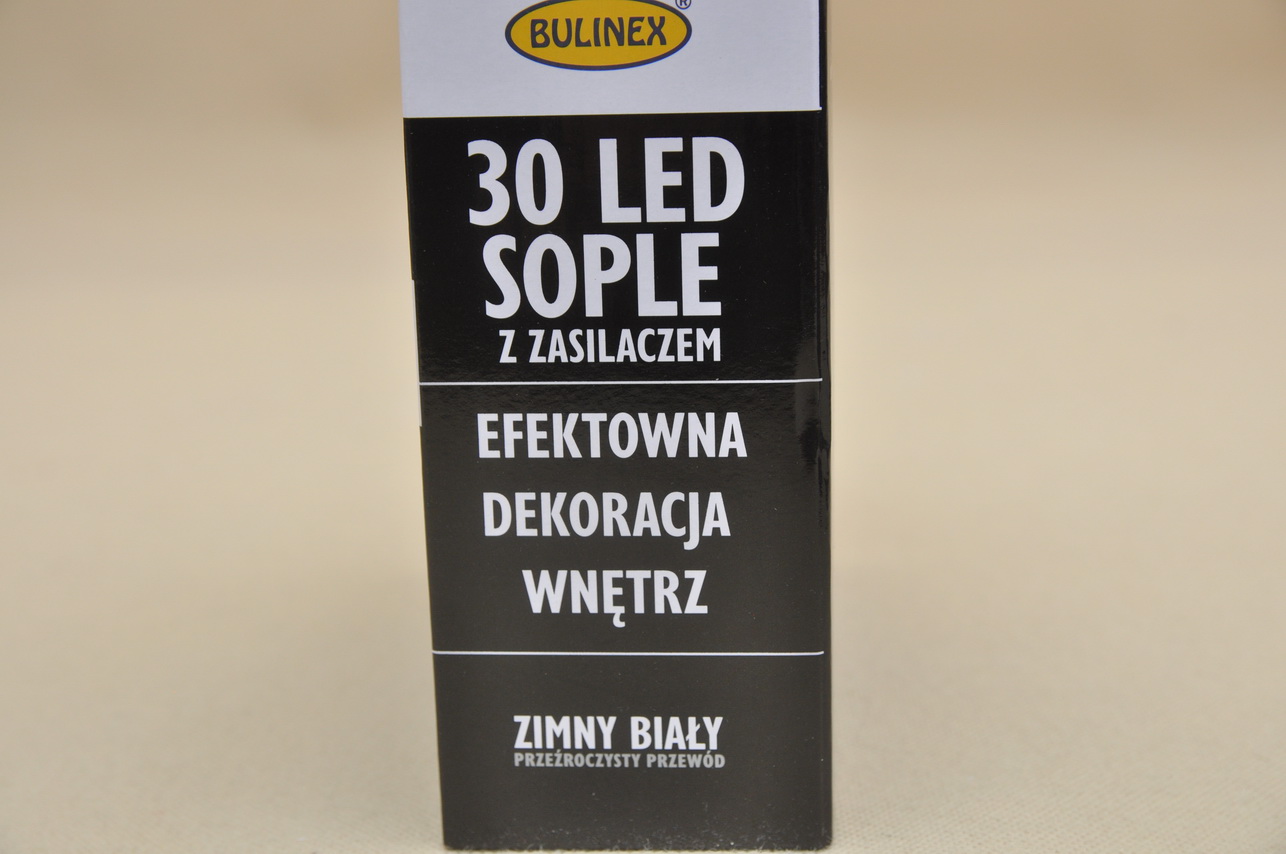 BULINEX®
30 LED
SOPLE
Z ZASILACZEM
EFEKTOWNA
DEKORACJA
WNĘTRZ
ZIMNY BIAŁY
PRZEŹROCZYSTY PRZEWÓD